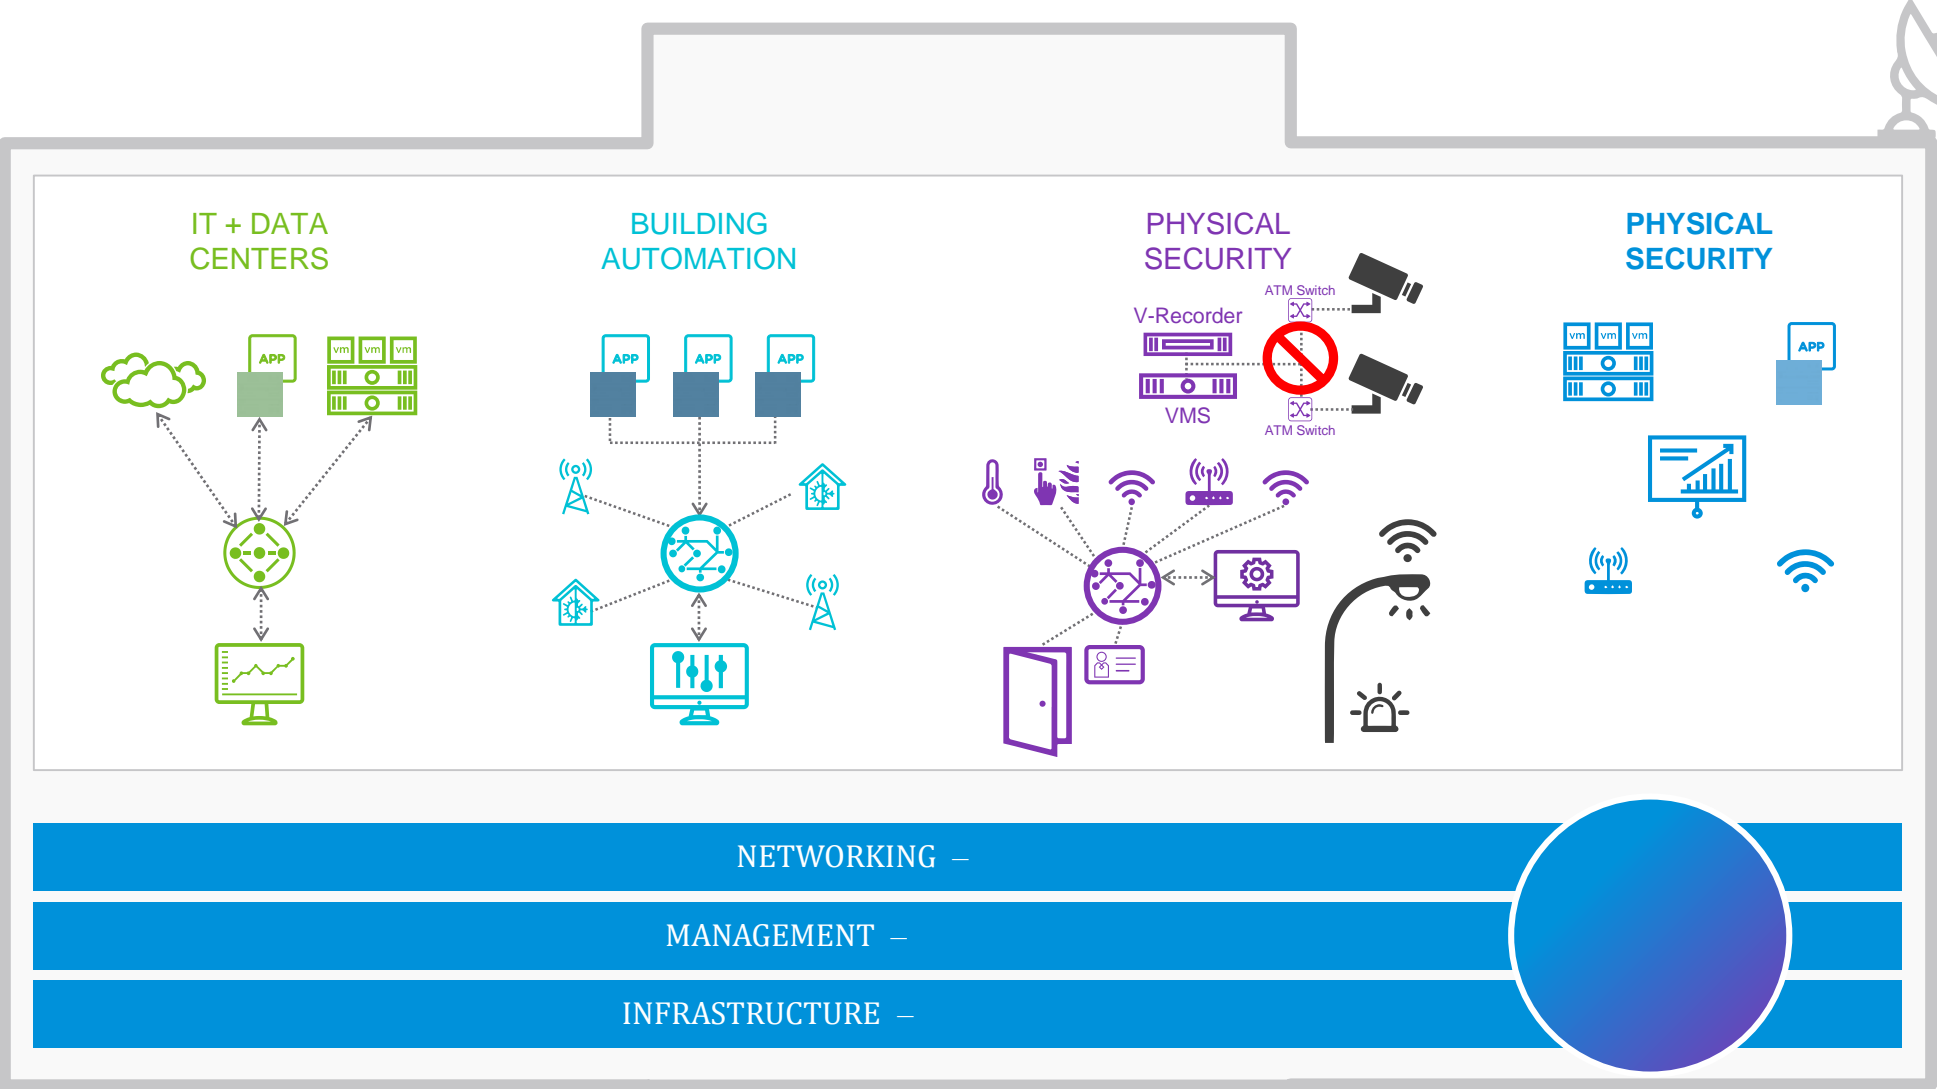 IT + DATA
CENTERS
BUILDING
AUTOMATION
PHYSICAL
SECURITY
PHYSICAL
SECURITY
ATM Switch
V-Recorder
VMS
ATM Switch
APP
vm vm vm
APP
APP
APP
vm vm vm
APP
NETWORKING –
MANAGEMENT –
INFRASTRUCTURE –